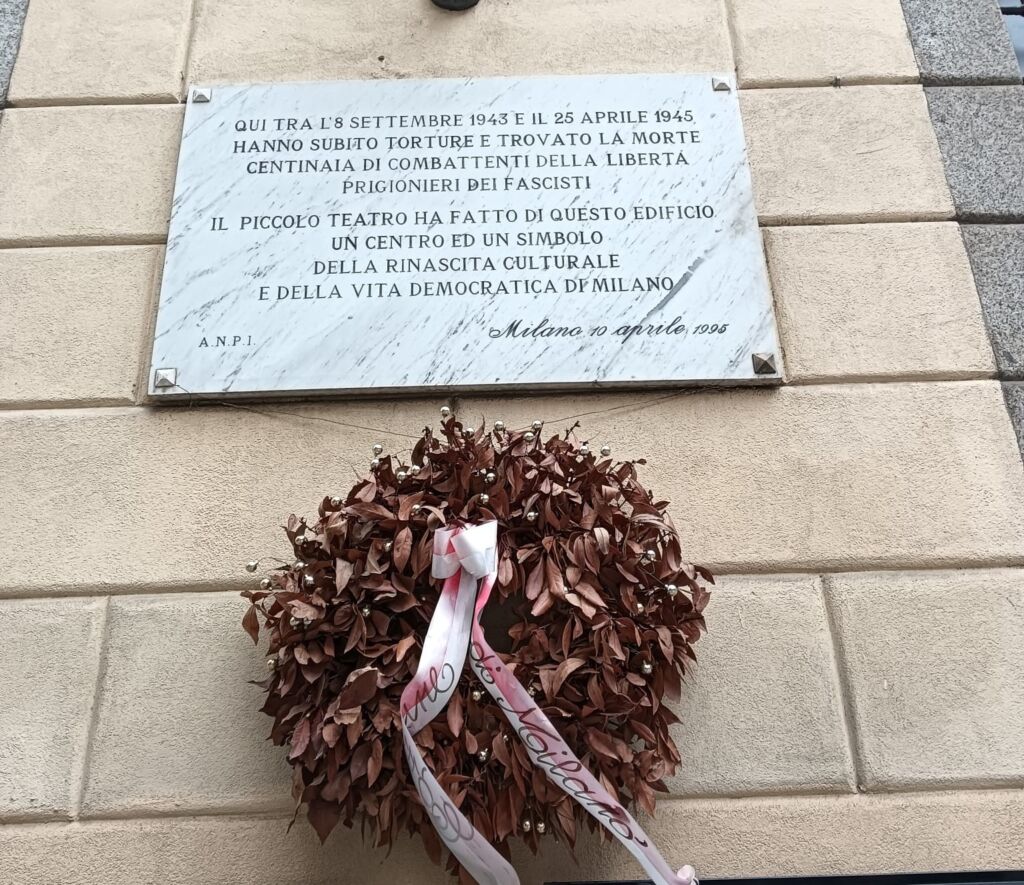 QUI TRA L'8 SETTEMBRE 1943 E IL 25 APRILE 1945
HANNO SUBITO TORTURE E TROVATO LA MORTE
CENTINAIA DI COMBATTENTI DELLA LIBERTÀ
PRIGIONIERI DEI FASCISTI
IL PICCOLO TEATRO HA FATTO DI QUESTO EDIFICIO
UN CENTRO ED UN SIMBOLO
DELLA RINASCITA CULTURALE
E DELLA VITA DEMOCRATICA DI MILANO
A.N.P.I.
Milano, 10 aprile 1995
di Milano